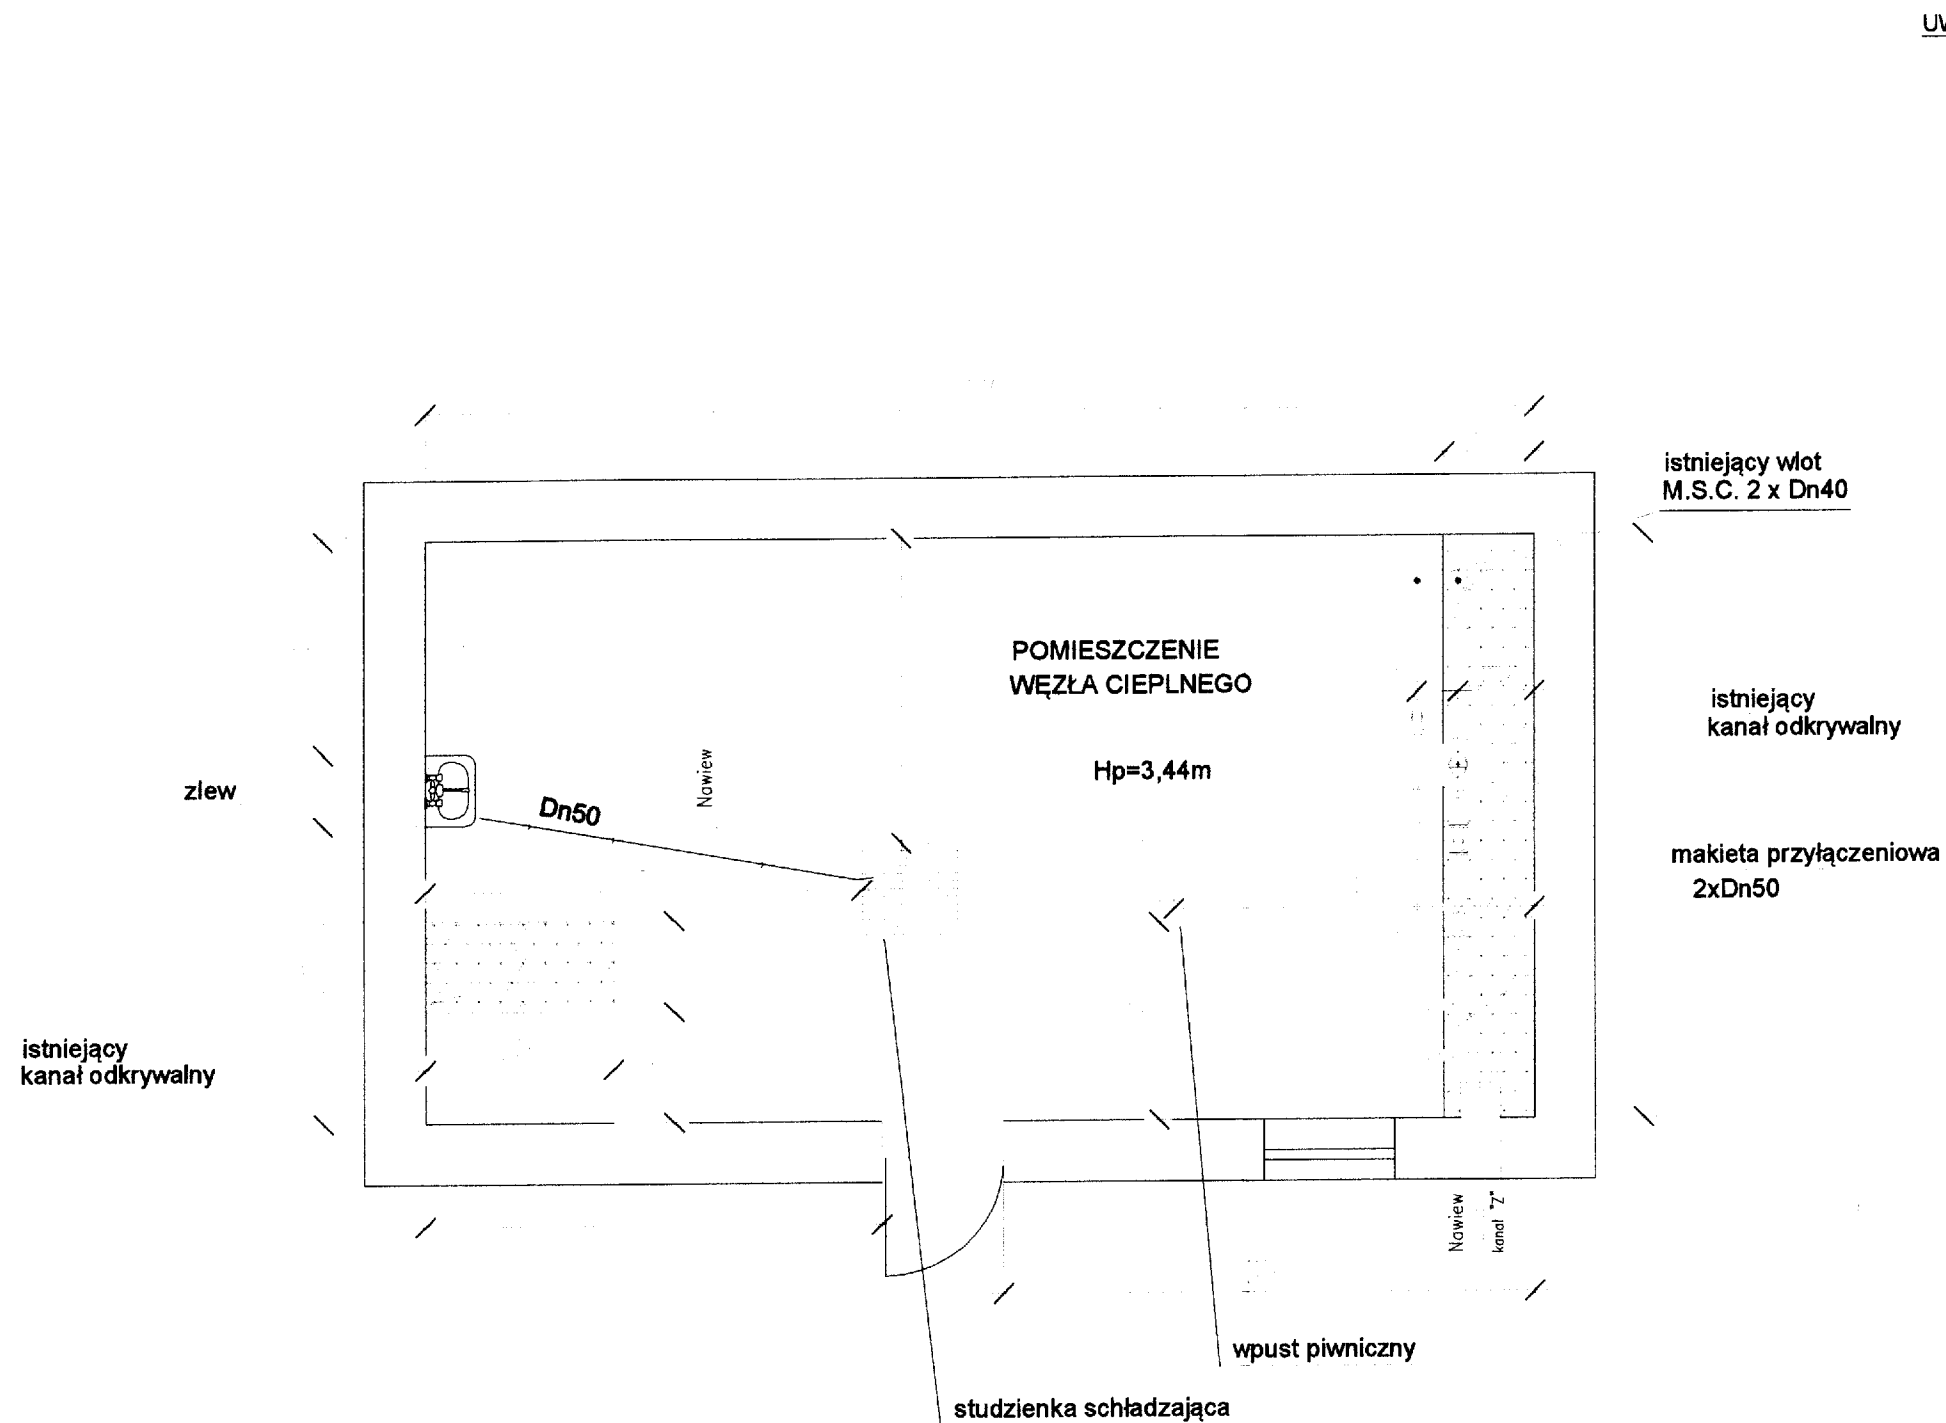 istniejący wlot
M.S.C. 2 x Dn40
POMIESZCZENIE
WĘZŁA CIEPLNEGO
istniejący
kanał odkrywalny
Nawiew
Hp=3,44m
zlew
Dn50
makieta przyłączeniowa
2xDn50
istniejący
kanał odkrywalny
Nawiew
kanał "Z"
wpust piwniczny
studzienka schładzająca